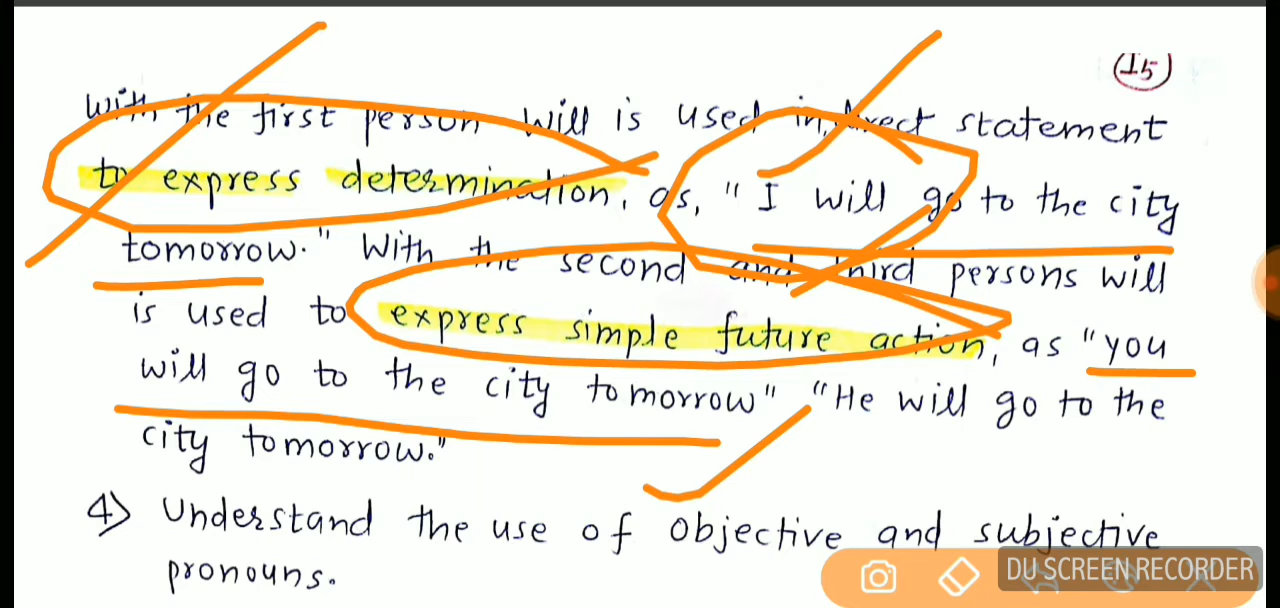 (15)
With the first person will is used in direct statement
to express determination, as, "I will go to the city
tomorrow." With the second and third persons will
is used to express simple future action, as "you
will go to the city tomorrow" "He will go to the
city tomorrow."
4) Understand the use of objective and subjective
pronouns.
DU SCREEN RECORDER